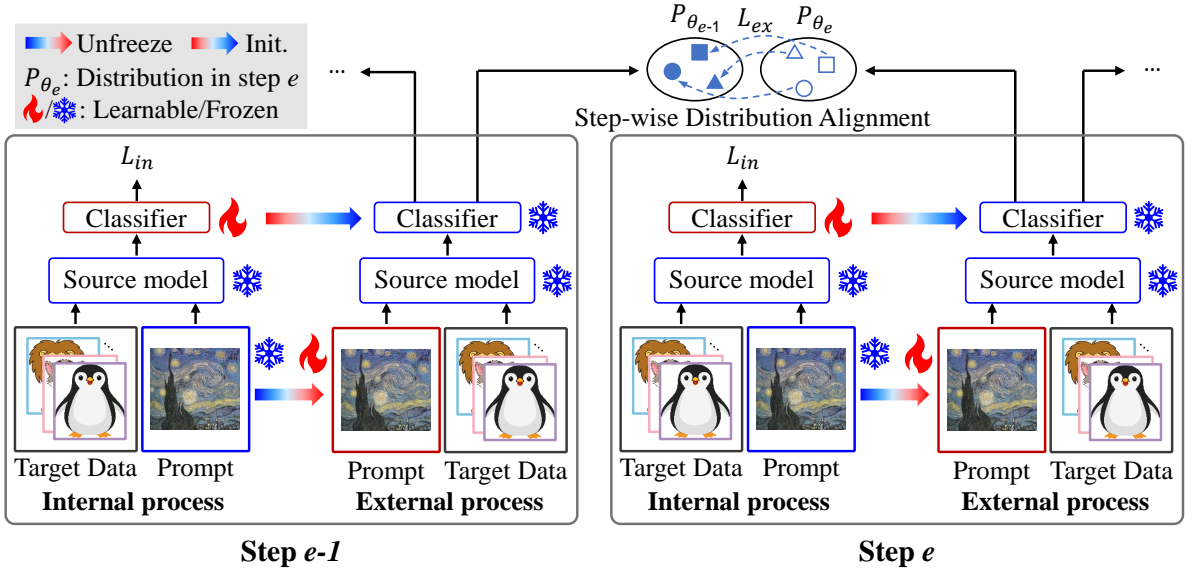 Unfreeze Init.
P_{θ_e}: Distribution in step e
/ : Learnable/Frozen
...
P_{θ_{e-1}} L_{ex} P_{θ_e}
...
Step-wise Distribution Alignment
L_{in}
Classifier
Classifier
Source model
Source model
...
...
Target Data Prompt
Prompt Target Data
Internal process
External process
Step e-1
L_{in}
Classifier
Classifier
Source model
Source model
...
...
Target Data Prompt
Prompt Target Data
Internal process
External process
Step e